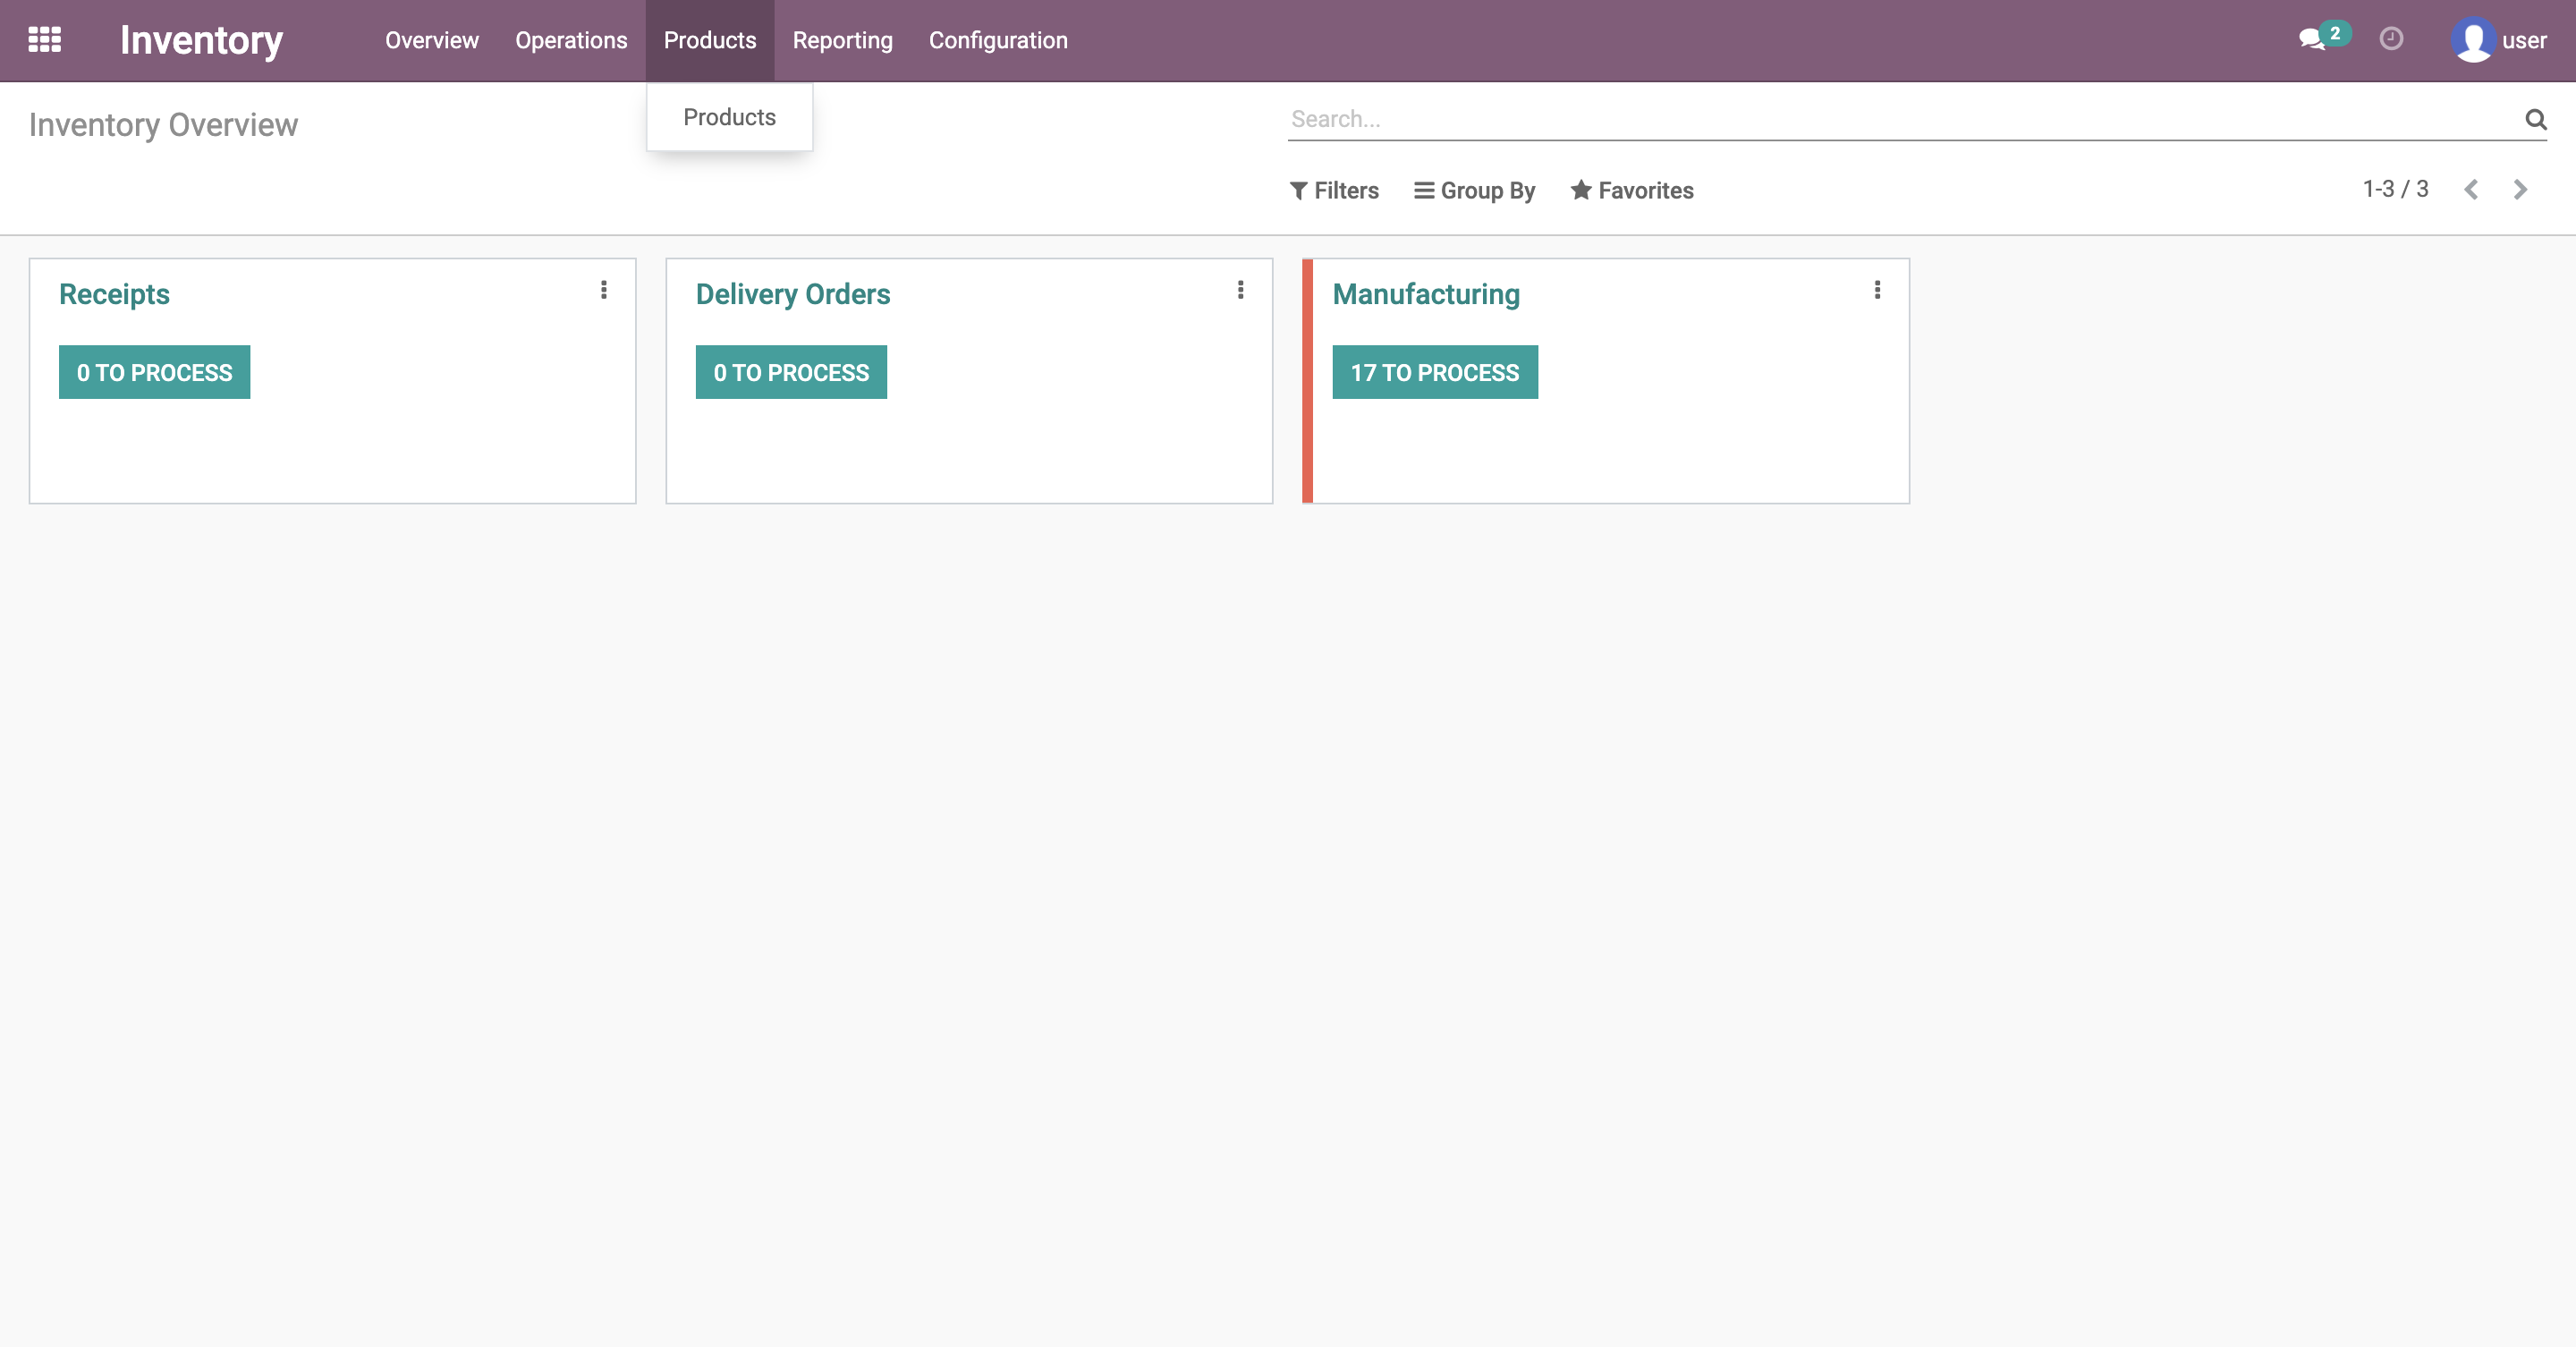 Inventory
Overview
Operations
Products
Reporting
Configuration
2
user
Products
Inventory Overview
Search...
Filters
Group By
Favorites
1-3 / 3
Receipts
0 TO PROCESS
Delivery Orders
0 TO PROCESS
Manufacturing
17 TO PROCESS